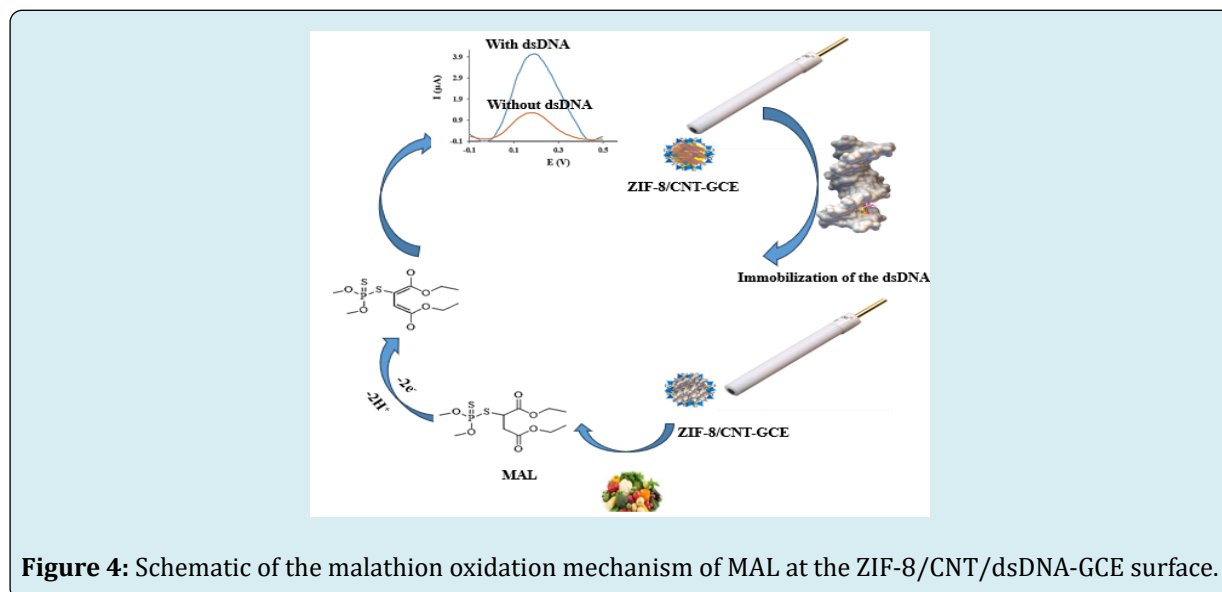 With dsDNA
Without dsDNA
I (µA)
3.9
2.9
1.9
0.9
-0.1
-0.1 0.1 0.3 0.5
E (V)
ZIF-8/CNT-GCE
Immobilization of the dsDNA
S
O
P
S
O
O
O
O
O
-2e-
-2H+
S
O
P
S
O
O
O
O
O
MAL
ZIF-8/CNT-GCE
Figure 4: Schematic of the malathion oxidation mechanism of MAL at the ZIF-8/CNT/dsDNA-GCE surface.